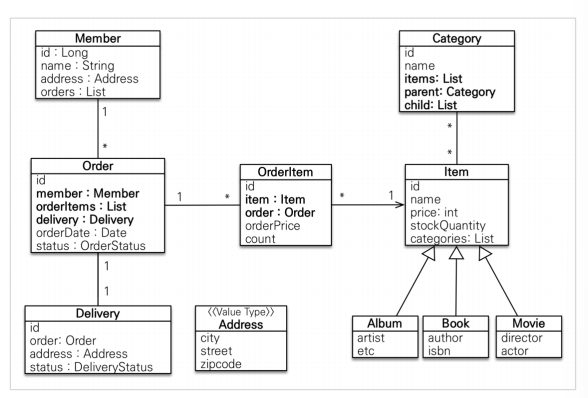 Member
id : Long
name : String
address : Address
orders : List
Category
id
name
items: List
parent: Category
child: List
1
*
*
*
Order
id
member : Member
orderItems : List
delivery : Delivery
orderDate : Date
status : OrderStatus
1
*
OrderItem
id
item : Item
order : Order
orderPrice
count
*
1
Item
id
name
price: int
stockQuantity
categories: List
1
1
Delivery
id
order: Order
address : Address
status : DeliveryStatus
⟨⟨Value Type⟩⟩
Address
city
street
zipcode
Album
artist
etc
Book
author
isbn
Movie
director
actor